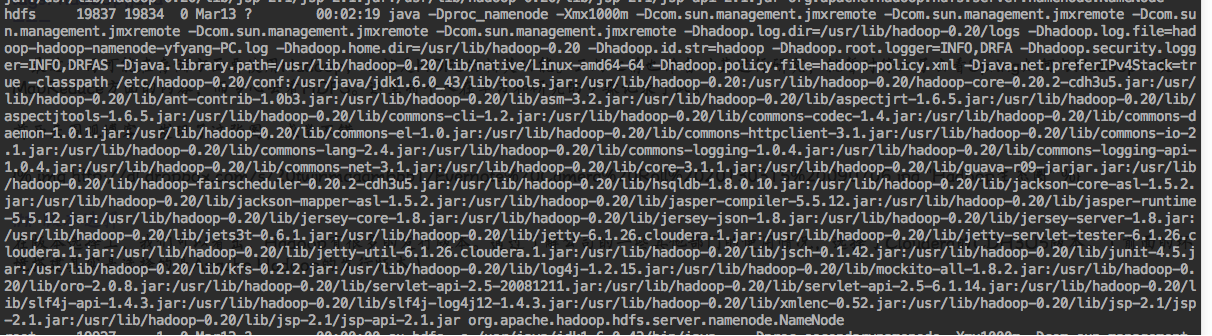 hdfs 19837 19834 0 Mar13 ? 00:02:19 java -Dproc_namenode -Xmx1000m -Dcom.sun.management.jmxremote -Dcom.sun.management.jmxremote -Dcom.su
n.management.jmxremote -Dcom.sun.management.jmxremote -Dhadoop.log.dir=/usr/lib/hadoop-0.20/logs -Dhadoop.log.file=had
oop-hadoop-namenode-yfyang-PC.log -Dhadoop.home.dir=/usr/lib/hadoop-0.20 -Dhadoop.id.str=hadoop -Dhadoop.root.logger=INFO,DRFA -Dhadoop.security.logg
er=INFO,DRFAS -Djava.library.path=/usr/lib/hadoop-0.20/lib/native/Linux-amd64-64 -Dhadoop.policy.file=hadoop-policy.xml -Djava.net.preferIPv4Stack=tr
ue -classpath /etc/hadoop-0.20/conf:/usr/java/jdk1.6.0_43/lib/tools.jar:/usr/lib/hadoop-0.20:/usr/lib/hadoop-0.20/hadoop-core-0.20.2-cdh3u5.jar:/usr/
lib/hadoop-0.20/lib/ant-contrib-1.0b3.jar:/usr/lib/hadoop-0.20/lib/asm-3.2.jar:/usr/lib/hadoop-0.20/lib/aspectjrt-1.6.5.jar:/usr/lib/hadoop-0.20/lib/
aspectjtools-1.6.5.jar:/usr/lib/hadoop-0.20/lib/commons-cli-1.2.jar:/usr/lib/hadoop-0.20/lib/commons-codec-1.4.jar:/usr/lib/hadoop-0.20/lib/commons-d
aemon-1.0.1.jar:/usr/lib/hadoop-0.20/lib/commons-el-1.0.jar:/usr/lib/hadoop-0.20/lib/commons-httpclient-3.1.jar:/usr/lib/hadoop-0.20/lib/commons-io-2
.1.jar:/usr/lib/hadoop-0.20/lib/commons-lang-2.4.jar:/usr/lib/hadoop-0.20/lib/commons-logging-1.0.4.jar:/usr/lib/hadoop-0.20/lib/commons-logging-api-
1.0.4.jar:/usr/lib/hadoop-0.20/lib/commons-net-3.1.jar:/usr/lib/hadoop-0.20/lib/core-3.1.1.jar:/usr/lib/hadoop-0.20/lib/guava-r09-jarjar.jar:/usr/lib
/hadoop-0.20/lib/hadoop-fairscheduler-0.20.2-cdh3u5.jar:/usr/lib/hadoop-0.20/lib/hsqldb-1.8.0.10.jar:/usr/lib/hadoop-0.20/lib/jackson-core-asl-1.5.2.
jar:/usr/lib/hadoop-0.20/lib/jackson-mapper-asl-1.5.2.jar:/usr/lib/hadoop-0.20/lib/jasper-compiler-5.5.12.jar:/usr/lib/hadoop-0.20/lib/jasper-runtime
-5.5.12.jar:/usr/lib/hadoop-0.20/lib/jersey-core-1.8.jar:/usr/lib/hadoop-0.20/lib/jersey-json-1.8.jar:/usr/lib/hadoop-0.20/lib/jersey-server-1.8.jar:
/usr/lib/hadoop-0.20/lib/jets3t-0.6.1.jar:/usr/lib/hadoop-0.20/lib/jetty-6.1.26.cloudera.1.jar:/usr/lib/hadoop-0.20/lib/jetty-servlet-tester-6.1.26.c
loudera.1.jar:/usr/lib/hadoop-0.20/lib/jetty-util-6.1.26.cloudera.1.jar:/usr/lib/hadoop-0.20/lib/jsch-0.1.42.jar:/usr/lib/hadoop-0.20/lib/junit-4.5.j
ar:/usr/lib/hadoop-0.20/lib/kfs-0.2.2.jar:/usr/lib/hadoop-0.20/lib/log4j-1.2.15.jar:/usr/lib/hadoop-0.20/lib/mockito-all-1.8.2.jar:/usr/lib/hadoop-0.
20/lib/oro-2.0.8.jar:/usr/lib/hadoop-0.20/lib/servlet-api-2.5-20081211.jar:/usr/lib/hadoop-0.20/lib/servlet-api-2.5-6.1.14.jar:/usr/lib/hadoop-0.20/l
ib/slf4j-api-1.4.3.jar:/usr/lib/hadoop-0.20/lib/slf4j-log4j12-1.4.3.jar:/usr/lib/hadoop-0.20/lib/xmlenc-0.52.jar:/usr/lib/hadoop-0.20/lib/jsp-2.1/jsp
-2.1.jar:/usr/lib/hadoop-0.20/lib/jsp-2.1/jsp-api-2.1.jar org.apache.hadoop.hdfs.server.namenode.NameNode